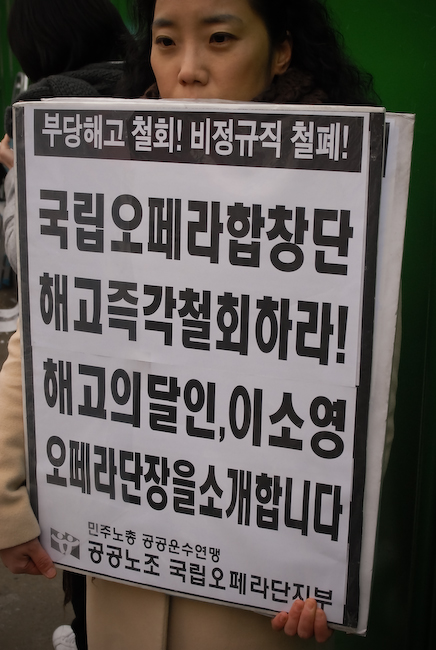 부당해고 철회! 비정규직 철폐!
국립오페라합창단
해고즉각철회하라!
해고의달인,이소영
오페라단장을소개합니다
민주노총 공공운수연맹
공공노조 국립오페라단지부